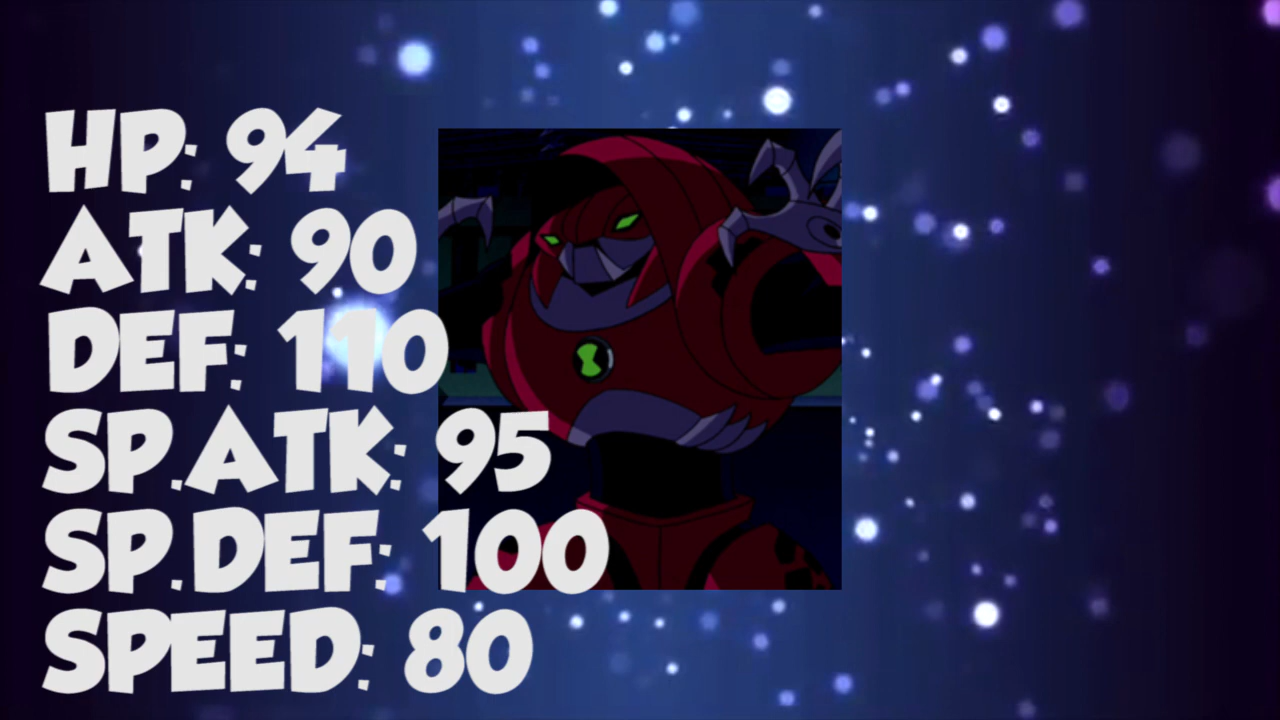 HP: 94
ATK: 90
DEF: 110
SP.ATK: 95
SP.DEF: 100
SPEED: 80